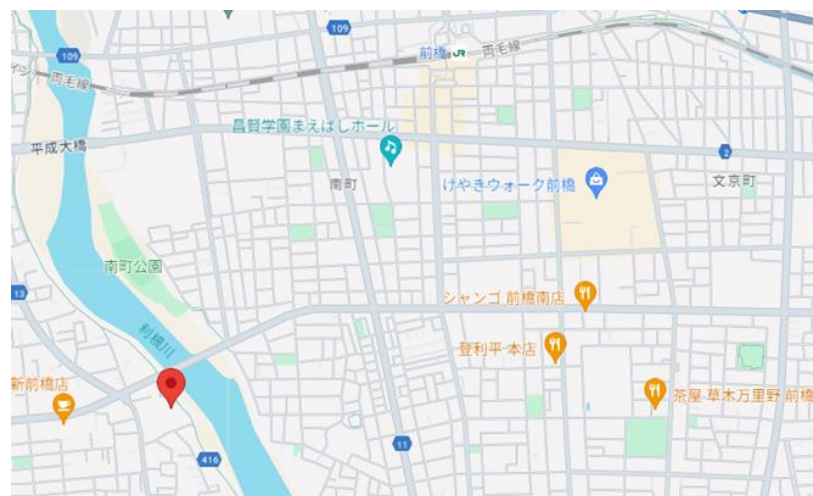 109
109
前橋 JR 両毛線
両毛線
昌賢学園まえばしホール
平成大橋
2
南町
けやきウォーク前橋
文京町
南町公園
13
シャンゴ 前橋南店
利根川
登利平 本店
新前橋店
茶屋 草木万里野 前橋
11
416